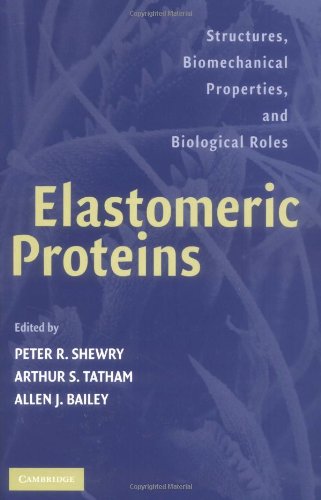 Structures,
Biomechanical
Properties,
and
Biological Roles
Elastomeric
Proteins
Edited by
PETER R. SHEWRY
ARTHUR S. TATHAM
ALLEN J. BAILEY
CAMBRIDGE